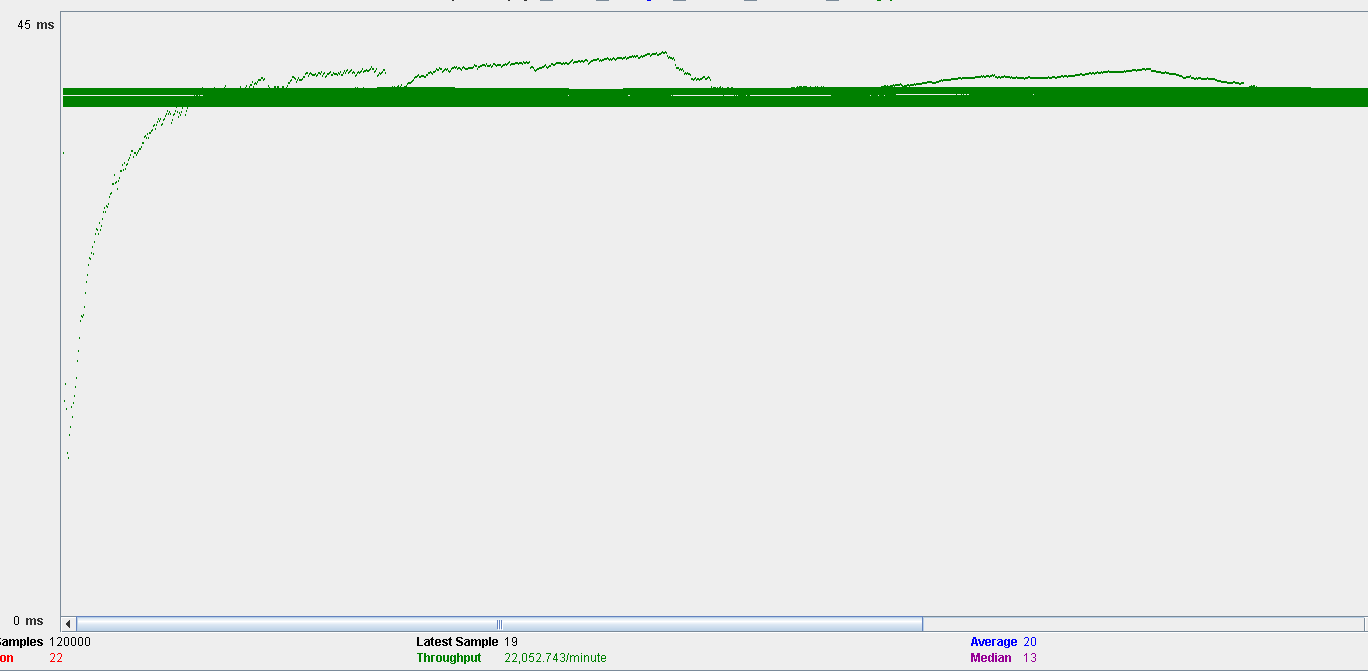 45 ms
0 ms
amples 120000 Latest Sample 19 Average 20
on 22 Throughput 22,052.743/minute Median 13